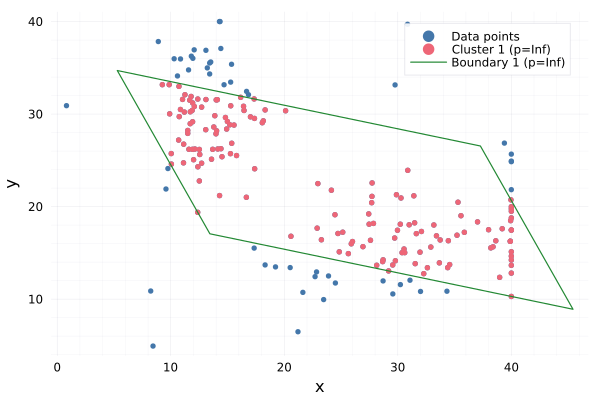 Data points
Cluster 1 (p=Inf)
Boundary 1 (p=Inf)
40
30
20
10
y
0 10 20 30 40
x